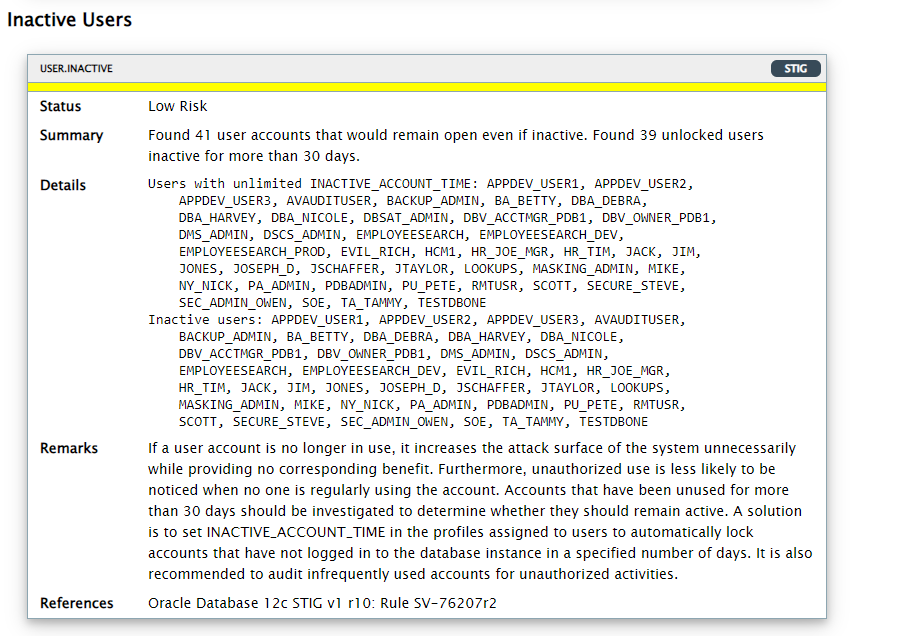 Inactive Users
USER.INACTIVE
STIG
Status
Low Risk
Summary
Found 41 user accounts that would remain open even if inactive. Found 39 unlocked users
inactive for more than 30 days.
Details
Users with unlimited INACTIVE_ACCOUNT_TIME: APPDEV_USER1, APPDEV_USER2,
APPDEV_USER3, AVAUDITUSER, BACKUP_ADMIN, BA_BETTY, DBA_DEBRA,
DBA_HARVEY, DBA_NICOLE, DBSAT_ADMIN, DBV_ACCTMGR_PDB1, DBV_OWNER_PDB1,
DMS_ADMIN, DSCS_ADMIN, EMPLOYEESEARCH, EMPLOYEESEARCH_DEV,
EMPLOYEESEARCH_PROD, EVIL_RICH, HCM1, HR_JOE_MGR, HR_TIM, JACK, JIM,
JONES, JOSEPH_D, JSCHAFFER, JTAYLOR, LOOKUPS, MASKING_ADMIN, MIKE,
NY_NICK, PA_ADMIN, PDBADMIN, PU_PETE, RMTUSR, SCOTT, SECURE_STEVE,
SEC_ADMIN_OWEN, SOE, TA_TAMMY, TESTDBONE
Inactive users: APPDEV_USER1, APPDEV_USER2, APPDEV_USER3, AVAUDITUSER,
BACKUP_ADMIN, BA_BETTY, DBA_DEBRA, DBA_HARVEY, DBA_NICOLE,
DBV_ACCTMGR_PDB1, DBV_OWNER_PDB1, DMS_ADMIN, DSCS_ADMIN,
EMPLOYEESEARCH, EMPLOYEESEARCH_DEV, EVIL_RICH, HCM1, HR_JOE_MGR,
HR_TIM, JACK, JIM, JONES, JOSEPH_D, JSCHAFFER, JTAYLOR, LOOKUPS,
MASKING_ADMIN, MIKE, NY_NICK, PA_ADMIN, PDBADMIN, PU_PETE, RMTUSR,
SCOTT, SECURE_STEVE, SEC_ADMIN_OWEN, SOE, TA_TAMMY, TESTDBONE
Remarks
If a user account is no longer in use, it increases the attack surface of the system unnecessarily
while providing no corresponding benefit. Furthermore, unauthorized use is less likely to be
noticed when no one is regularly using the account. Accounts that have been unused for more
than 30 days should be investigated to determine whether they should remain active. A solution
is to set INACTIVE_ACCOUNT_TIME in the profiles assigned to users to automatically lock
accounts that have not logged in to the database instance in a specified number of days. It is also
recommended to audit infrequently used accounts for unauthorized activities.
References
Oracle Database 12c STIG v1 r10: Rule SV-76207r2